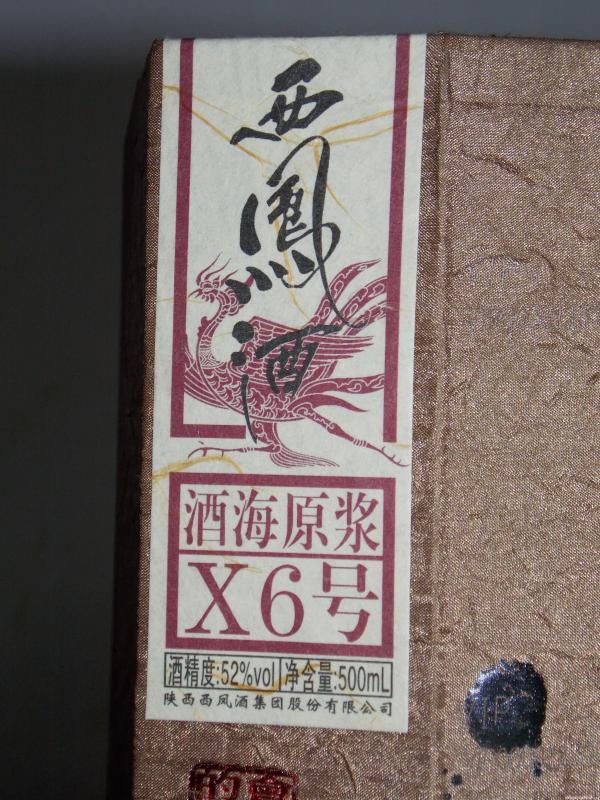 西鳳酒
酒海原浆
X6号
酒精度:52%vol 净含量:500mL
陕西西凤酒集团股份有限公司